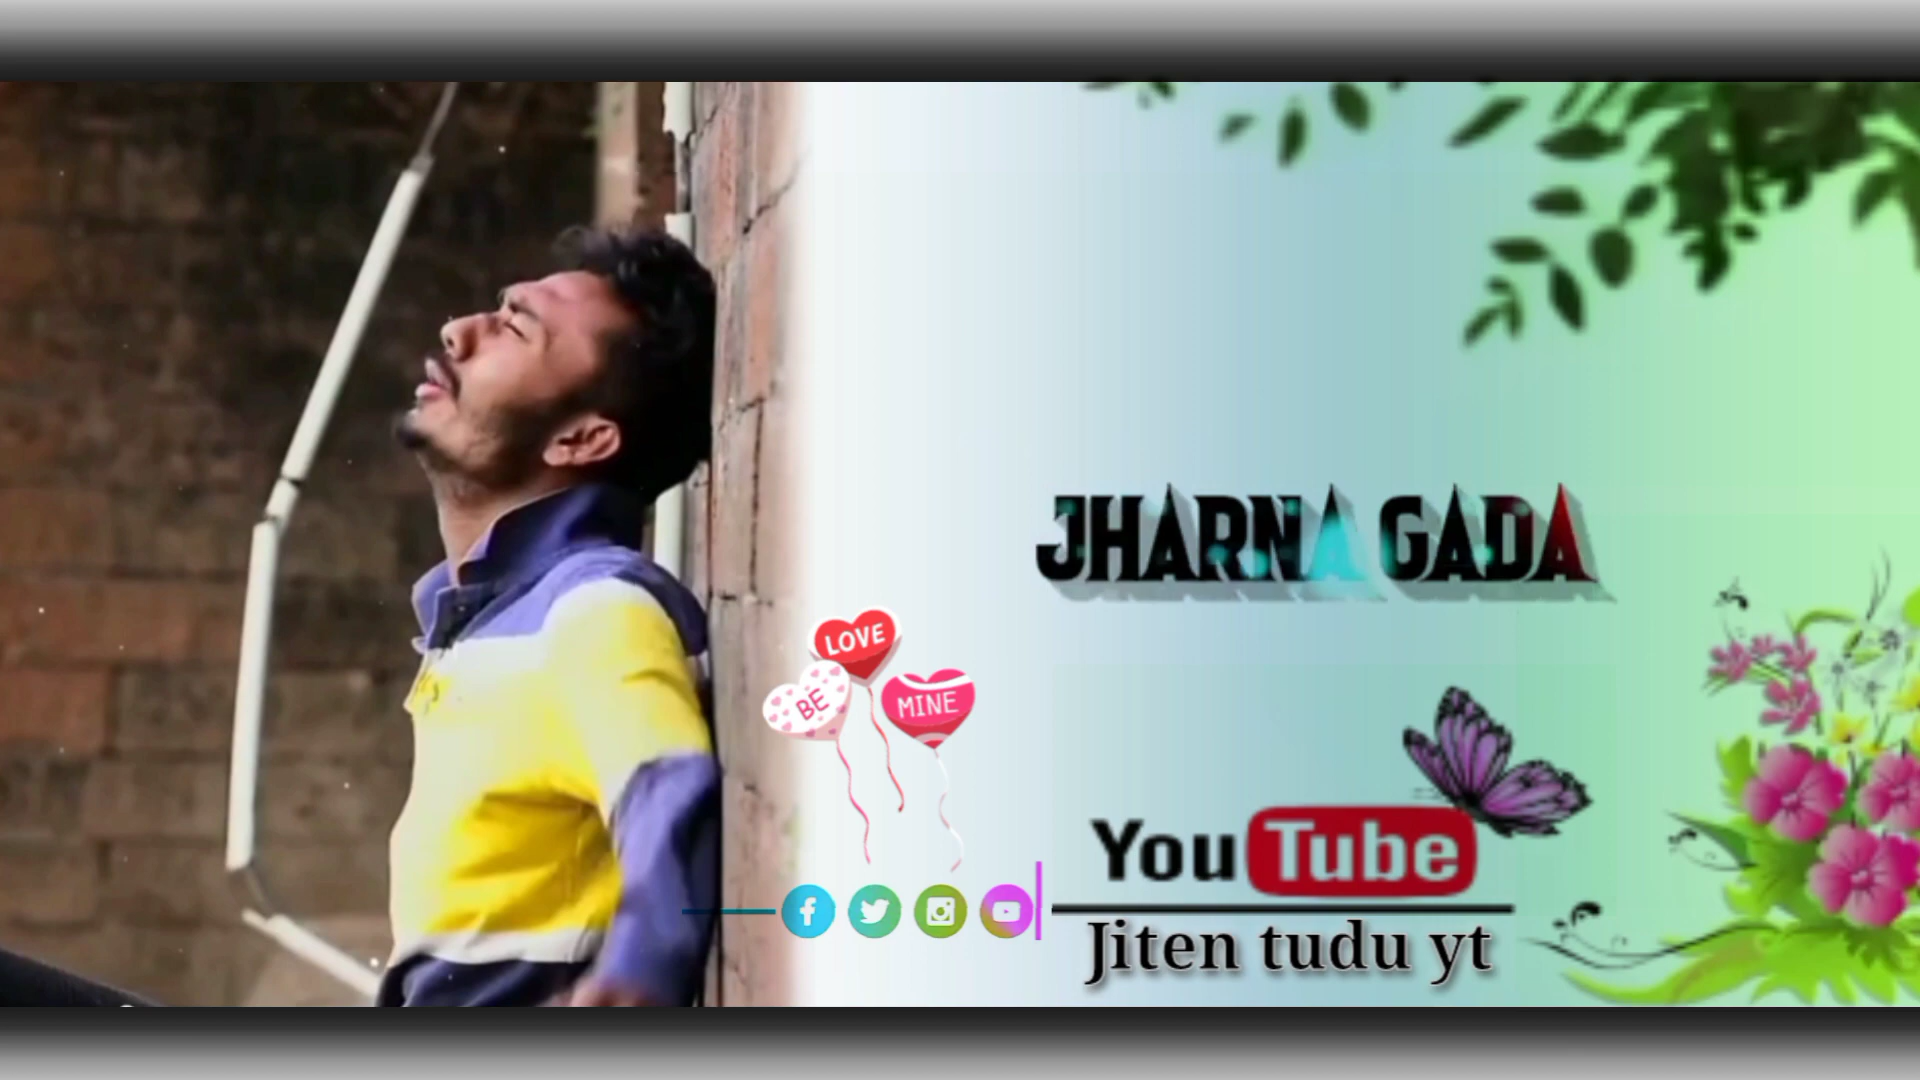 JHARNA GADA
LOVE
BE
MINE
YouTube
Jiten tudu yt